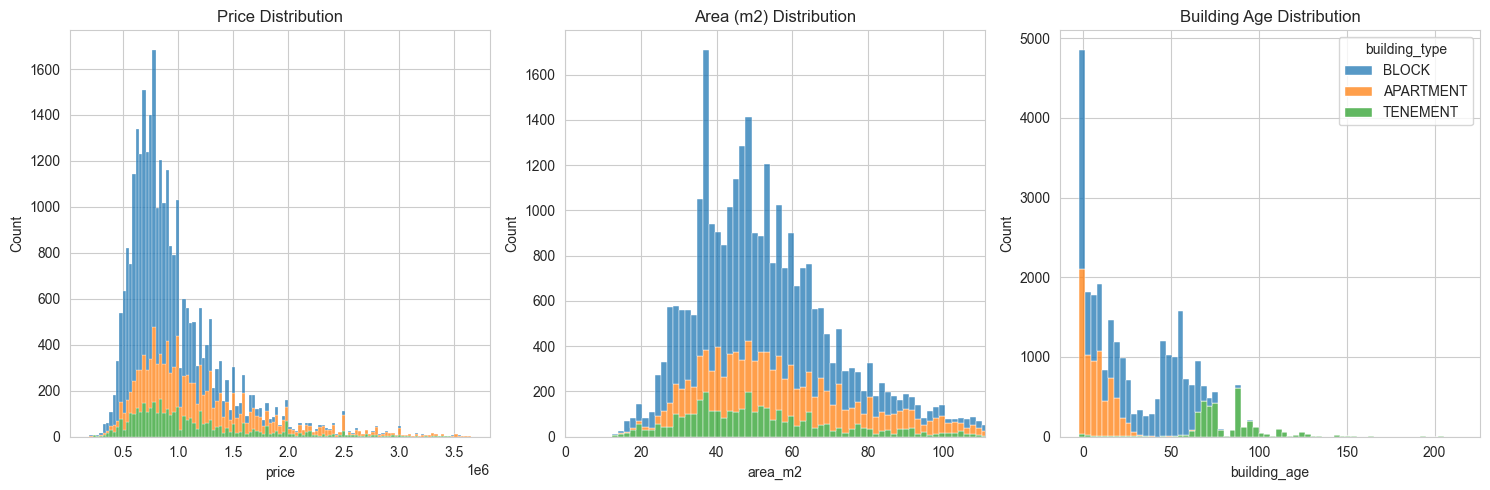 Price Distribution
Count
1600
1400
1200
1000
800
600
400
200
0
0.5 1.0 1.5 2.0 2.5 3.0 3.5
1e6
price
Area (m2) Distribution
Count
1600
1400
1200
1000
800
600
400
200
0
0 20 40 60 80 100
area_m2
Building Age Distribution
Count
5000
4000
3000
2000
1000
0
0 50 100 150 200
building_age
building_type
BLOCK
APARTMENT
TENEMENT